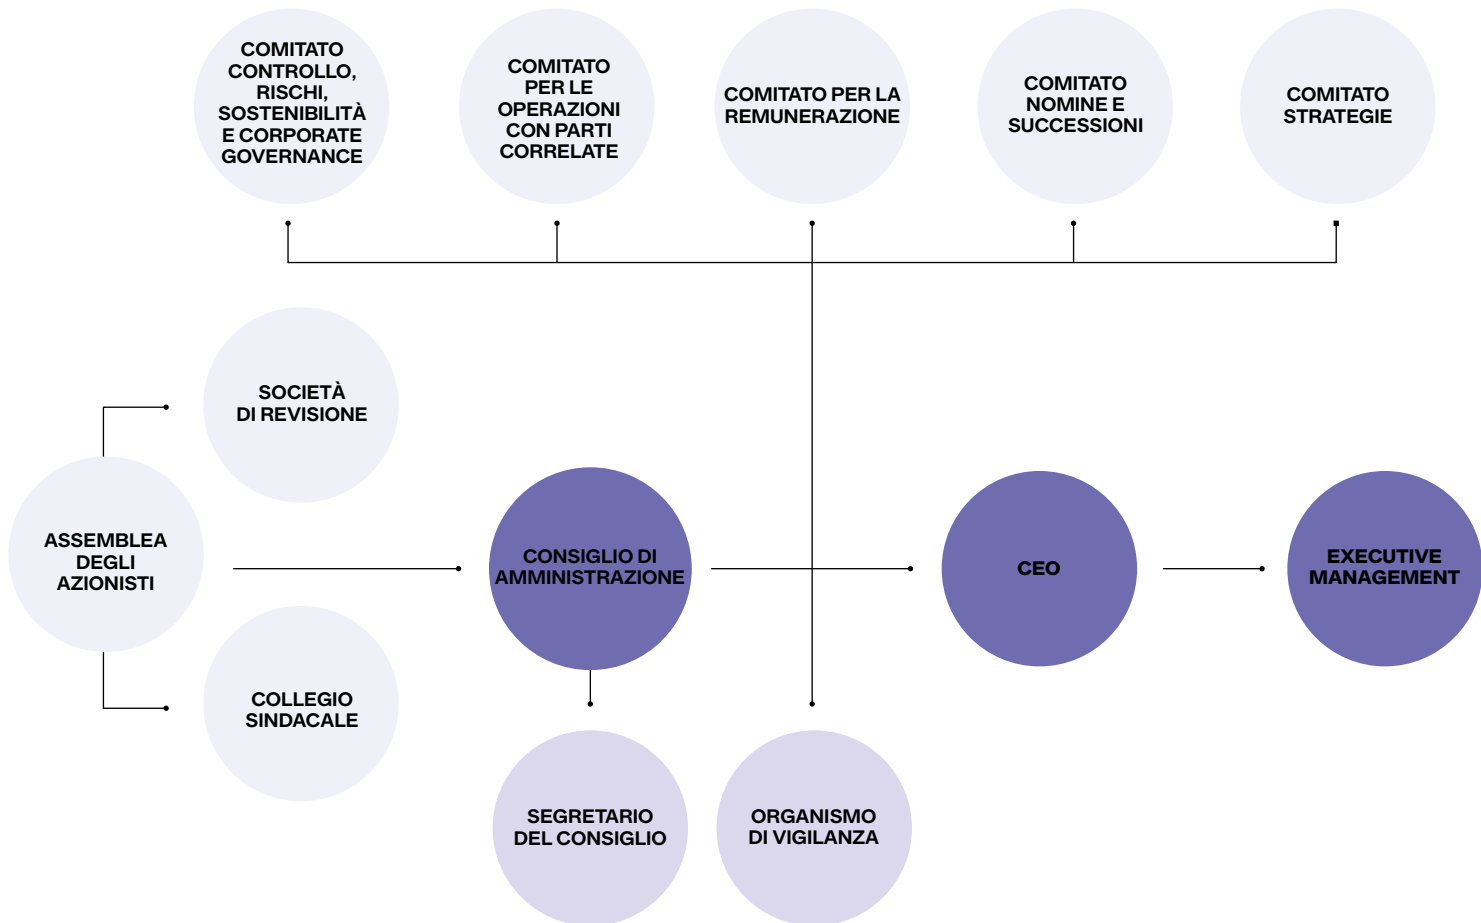 COMITATO
CONTROLLO,
RISCHI,
SOSTENIBILITÀ
E CORPORATE
GOVERNANCE
COMITATO
PER LE
OPERAZIONI
CON PARTI
CORRELATE
COMITATO PER LA
REMUNERAZIONE
COMITATO
NOMINE E
SUCCESSIONI
COMITATO
STRATEGIE
SOCIETÀ
DI REVISIONE
ASSEMBLEA
DEGLI
AZIONISTI
CONSIGLIO DI
AMMINISTRAZIONE
CEO
EXECUTIVE
MANAGEMENT
COLLEGIO
SINDACALE
SEGRETARIO
DEL CONSIGLIO
ORGANISMO
DI VIGILANZA